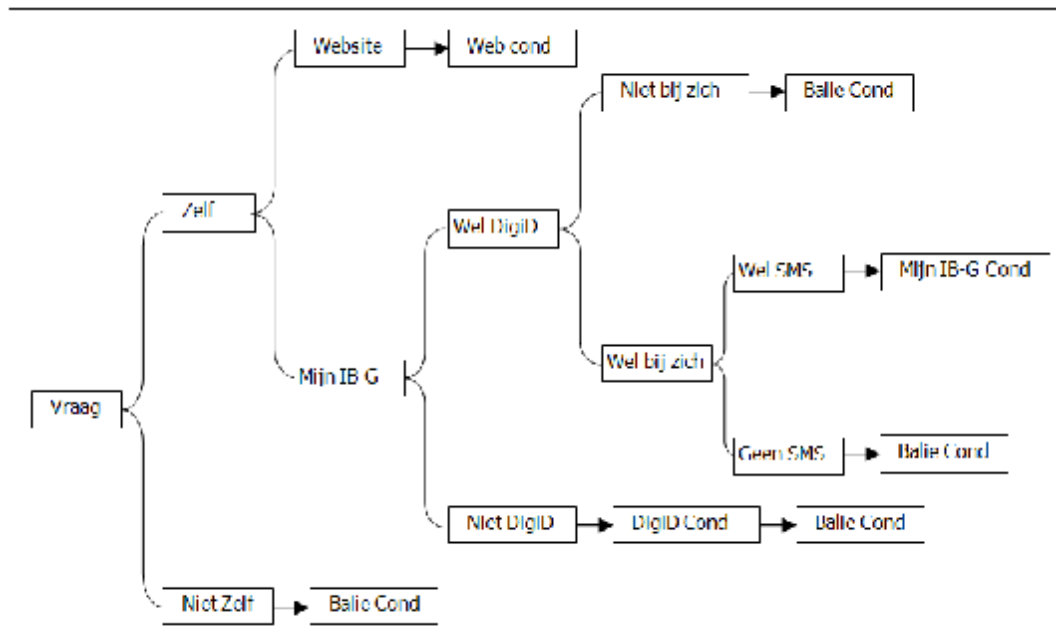 Website
Web cond
Niet bij zich
Balie Cond
Zelf
Wel DigiD
Wel SMS
Mijn IB-G Cond
Wel bij zich
Mijn IB G
Vraag
Geen SMS
Balie Cond
Niet DigiD
DigiD Cond
Balie Cond
Niet Zelf
Balie Cond